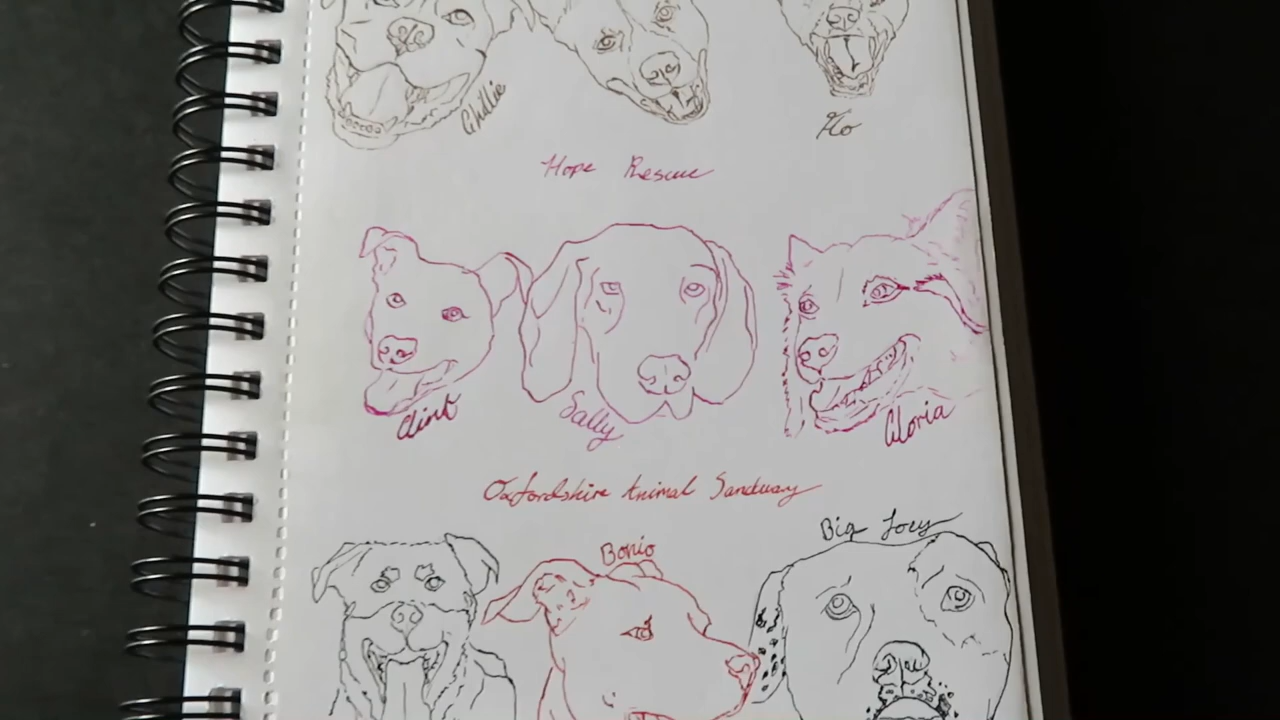 Chillie
Flo
Hope Rescue
Clint
Sally
Gloria
Oxfordshire Animal Sanctuary
Bonio
Big Joey